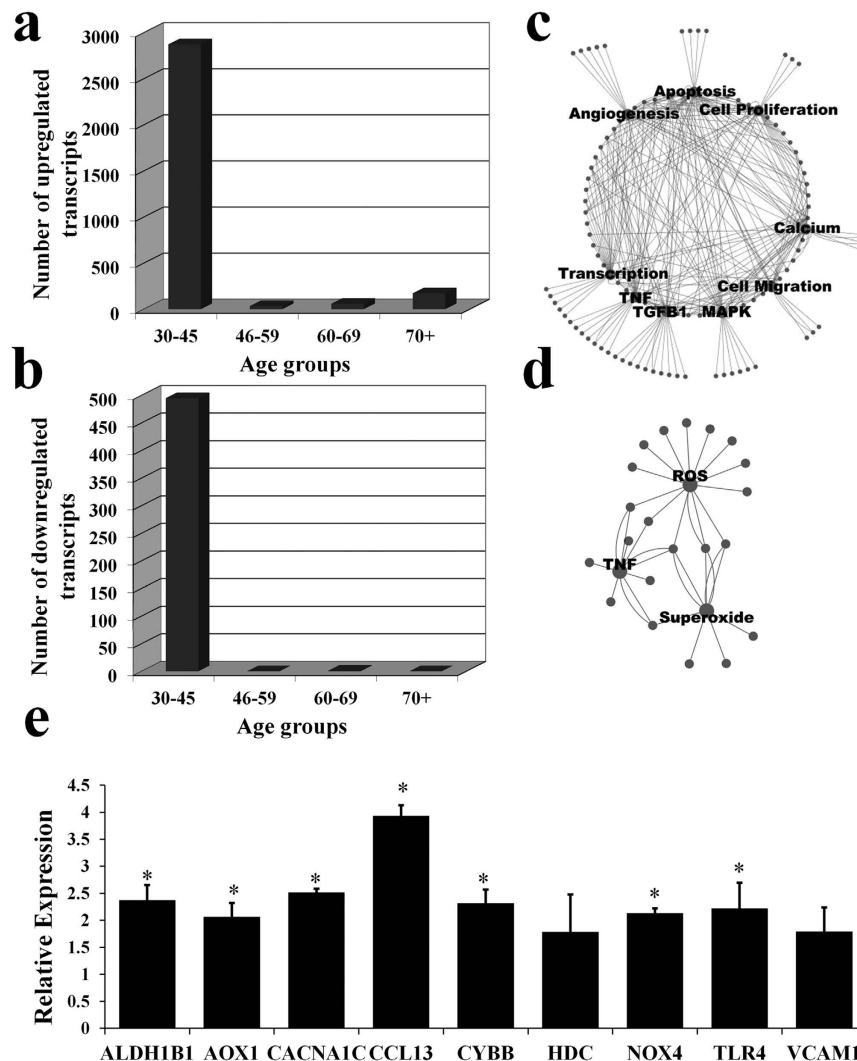 a
Number of upregulated
transcripts
3000
2500
2000
1500
1000
500
0
30-45 46-59 60-69 70+
Age groups
b
Number of downregulated
transcripts
500
450
400
350
300
250
200
150
100
50
0
30-45 46-59 60-69 70+
Age groups
c
Apoptosis
Angiogenesis
Cell Proliferation
Calcium
Transcription
Cell Migration
TNF
TGFB1
MAPK
d
ROS
TNF
Superoxide
e
Relative Expression
4.5
4
3.5
3
2.5
2
1.5
1
0.5
0
* * * * * * *
ALDH1B1 AOX1 CACNA1C CCL13 CYBB HDC NOX4 TLR4 VCAM1